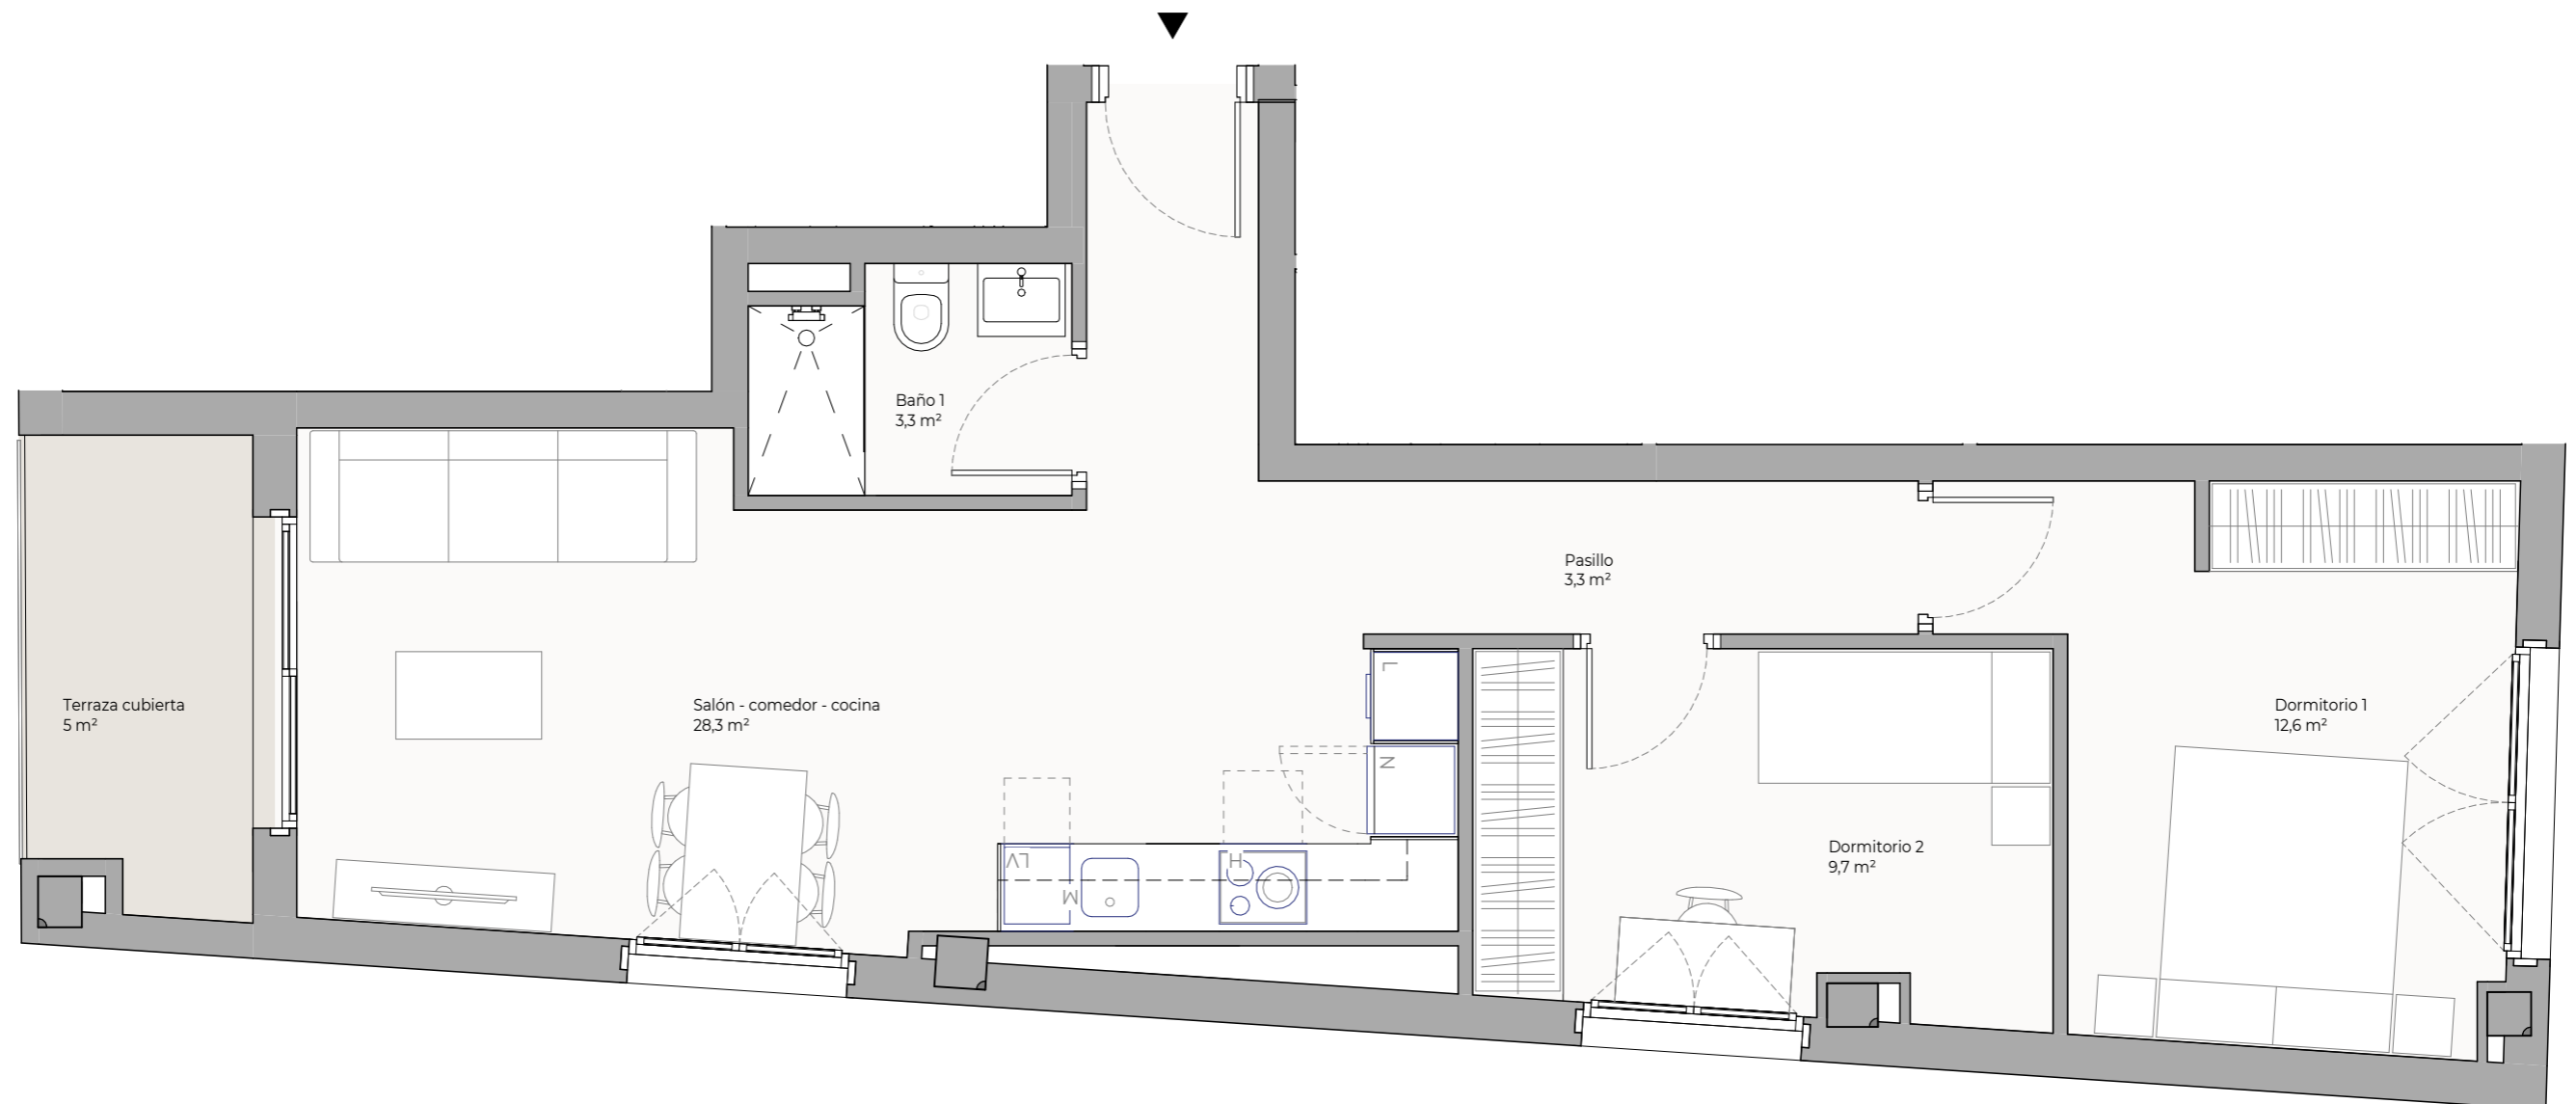 Baño 1
3,3 m²
Pasillo
3,3 m²
Terraza cubierta
5 m²
Salón - comedor - cocina
28,3 m²
L
N
Dormitorio 1
12,6 m²
Dormitorio 2
9,7 m²
LV
M
H